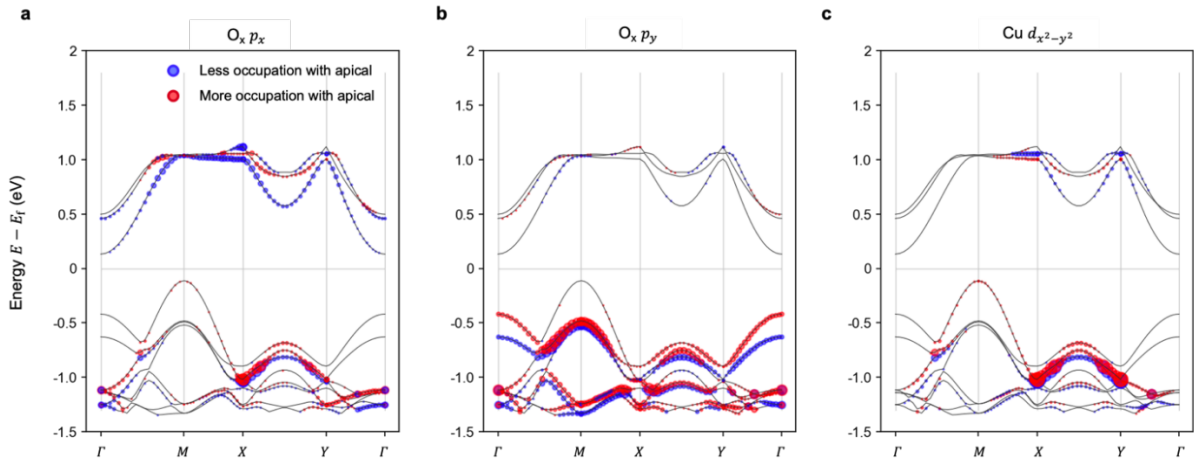 a
b
c
Oₓ pₓ
Oₓ p_y
Cu d_{x²−y²}
Less occupation with apical
More occupation with apical
Energy E − E_f (eV)
2
1.5
1.0
0.5
0
-0.5
-1.0
-1.5
Γ M X Y Γ
2
1.5
1.0
0.5
0
-0.5
-1.0
-1.5
Γ M X Y Γ
2
1.5
1.0
0.5
0
-0.5
-1.0
-1.5
Γ M X Y Γ